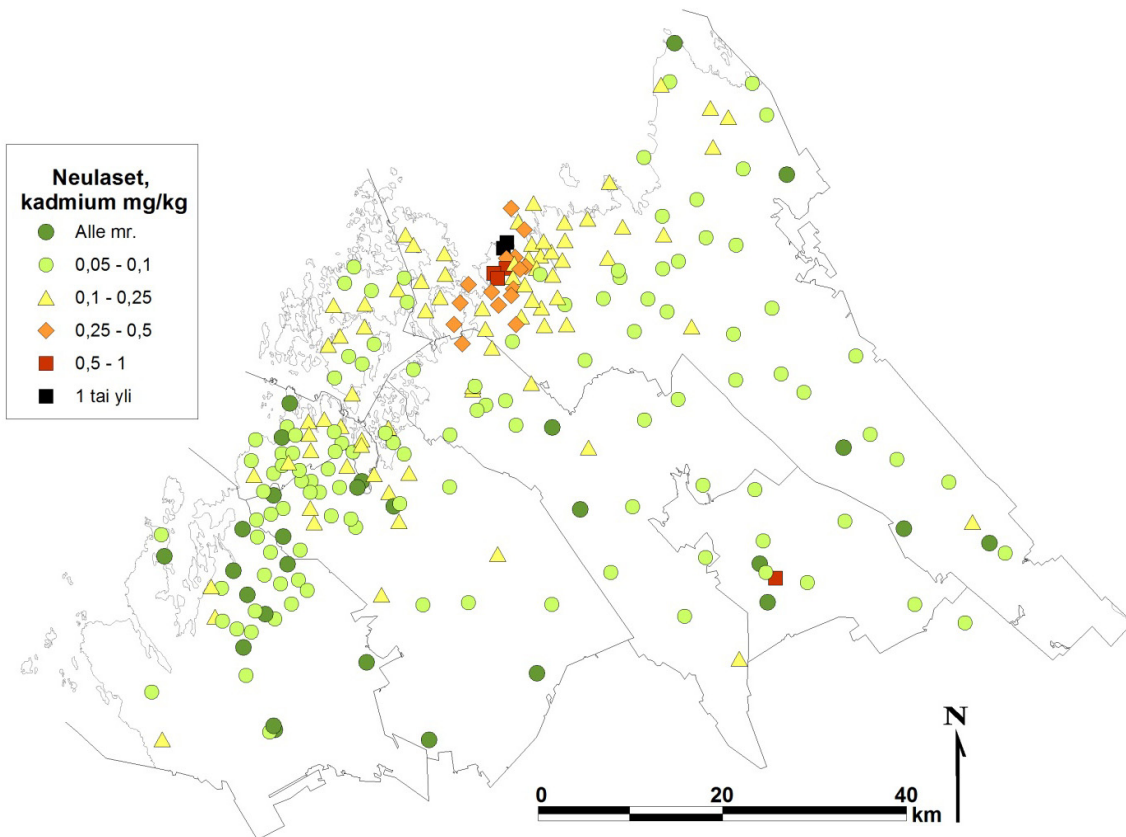 Neulaset,
kadmium mg/kg
Alle mr.
0,05 - 0,1
0,1 - 0,25
0,25 - 0,5
0,5 - 1
1 tai yli
N
0 20 40
km